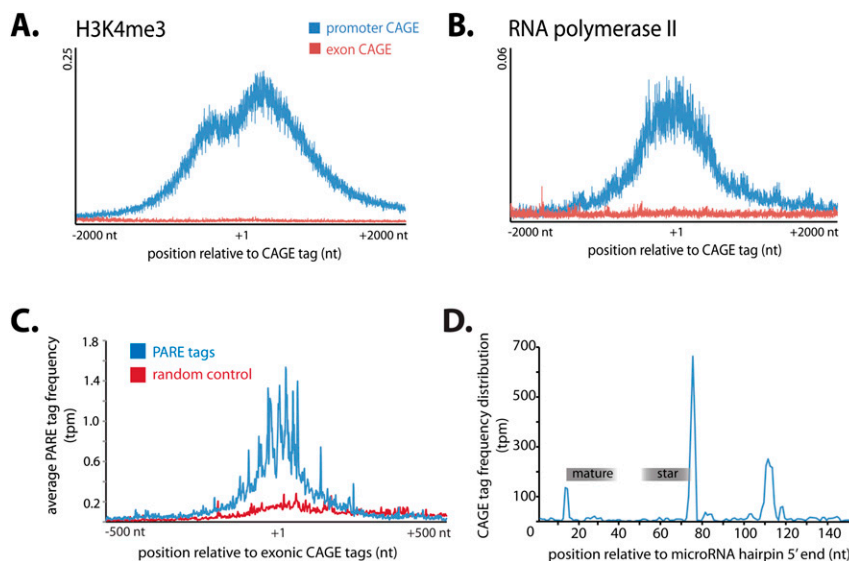 A. H3K4me3
promoter CAGE
exon CAGE
0.25
-2000 nt +1 +2000 nt
position relative to CAGE tag (nt)
B. RNA polymerase II
0.06
-2000 nt +1 +2000 nt
position relative to CAGE tag (nt)
C.
PARE tags
random control
average PARE tag frequency
(tpm)
1.8
1.4
1.0
0.6
0.2
-500 nt +1 +500 nt
position relative to exonic CAGE tags (nt)
D.
CAGE tag frequency distribution
(tpm)
700
500
300
100
0
mature star
0 20 40 60 80 100 120 140
position relative to microRNA hairpin 5' end (nt)